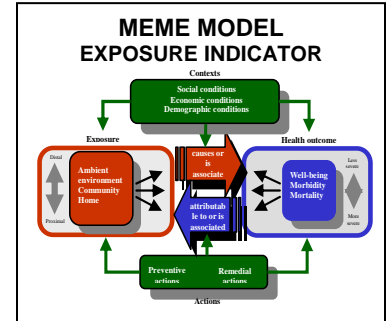 MEME MODEL
EXPOSURE INDICATOR
Contexts
Social conditions
Economic conditions
Demographic conditions
Exposure
Health outcome
Distal
Proximal
Ambient
environment
Community
Home
causes or
is
associate
attributab
le to or is
associated
Well-being
Morbidity
Mortality
Less
severe
More
severe
Preventive
actions
Remedial
actions
Actions